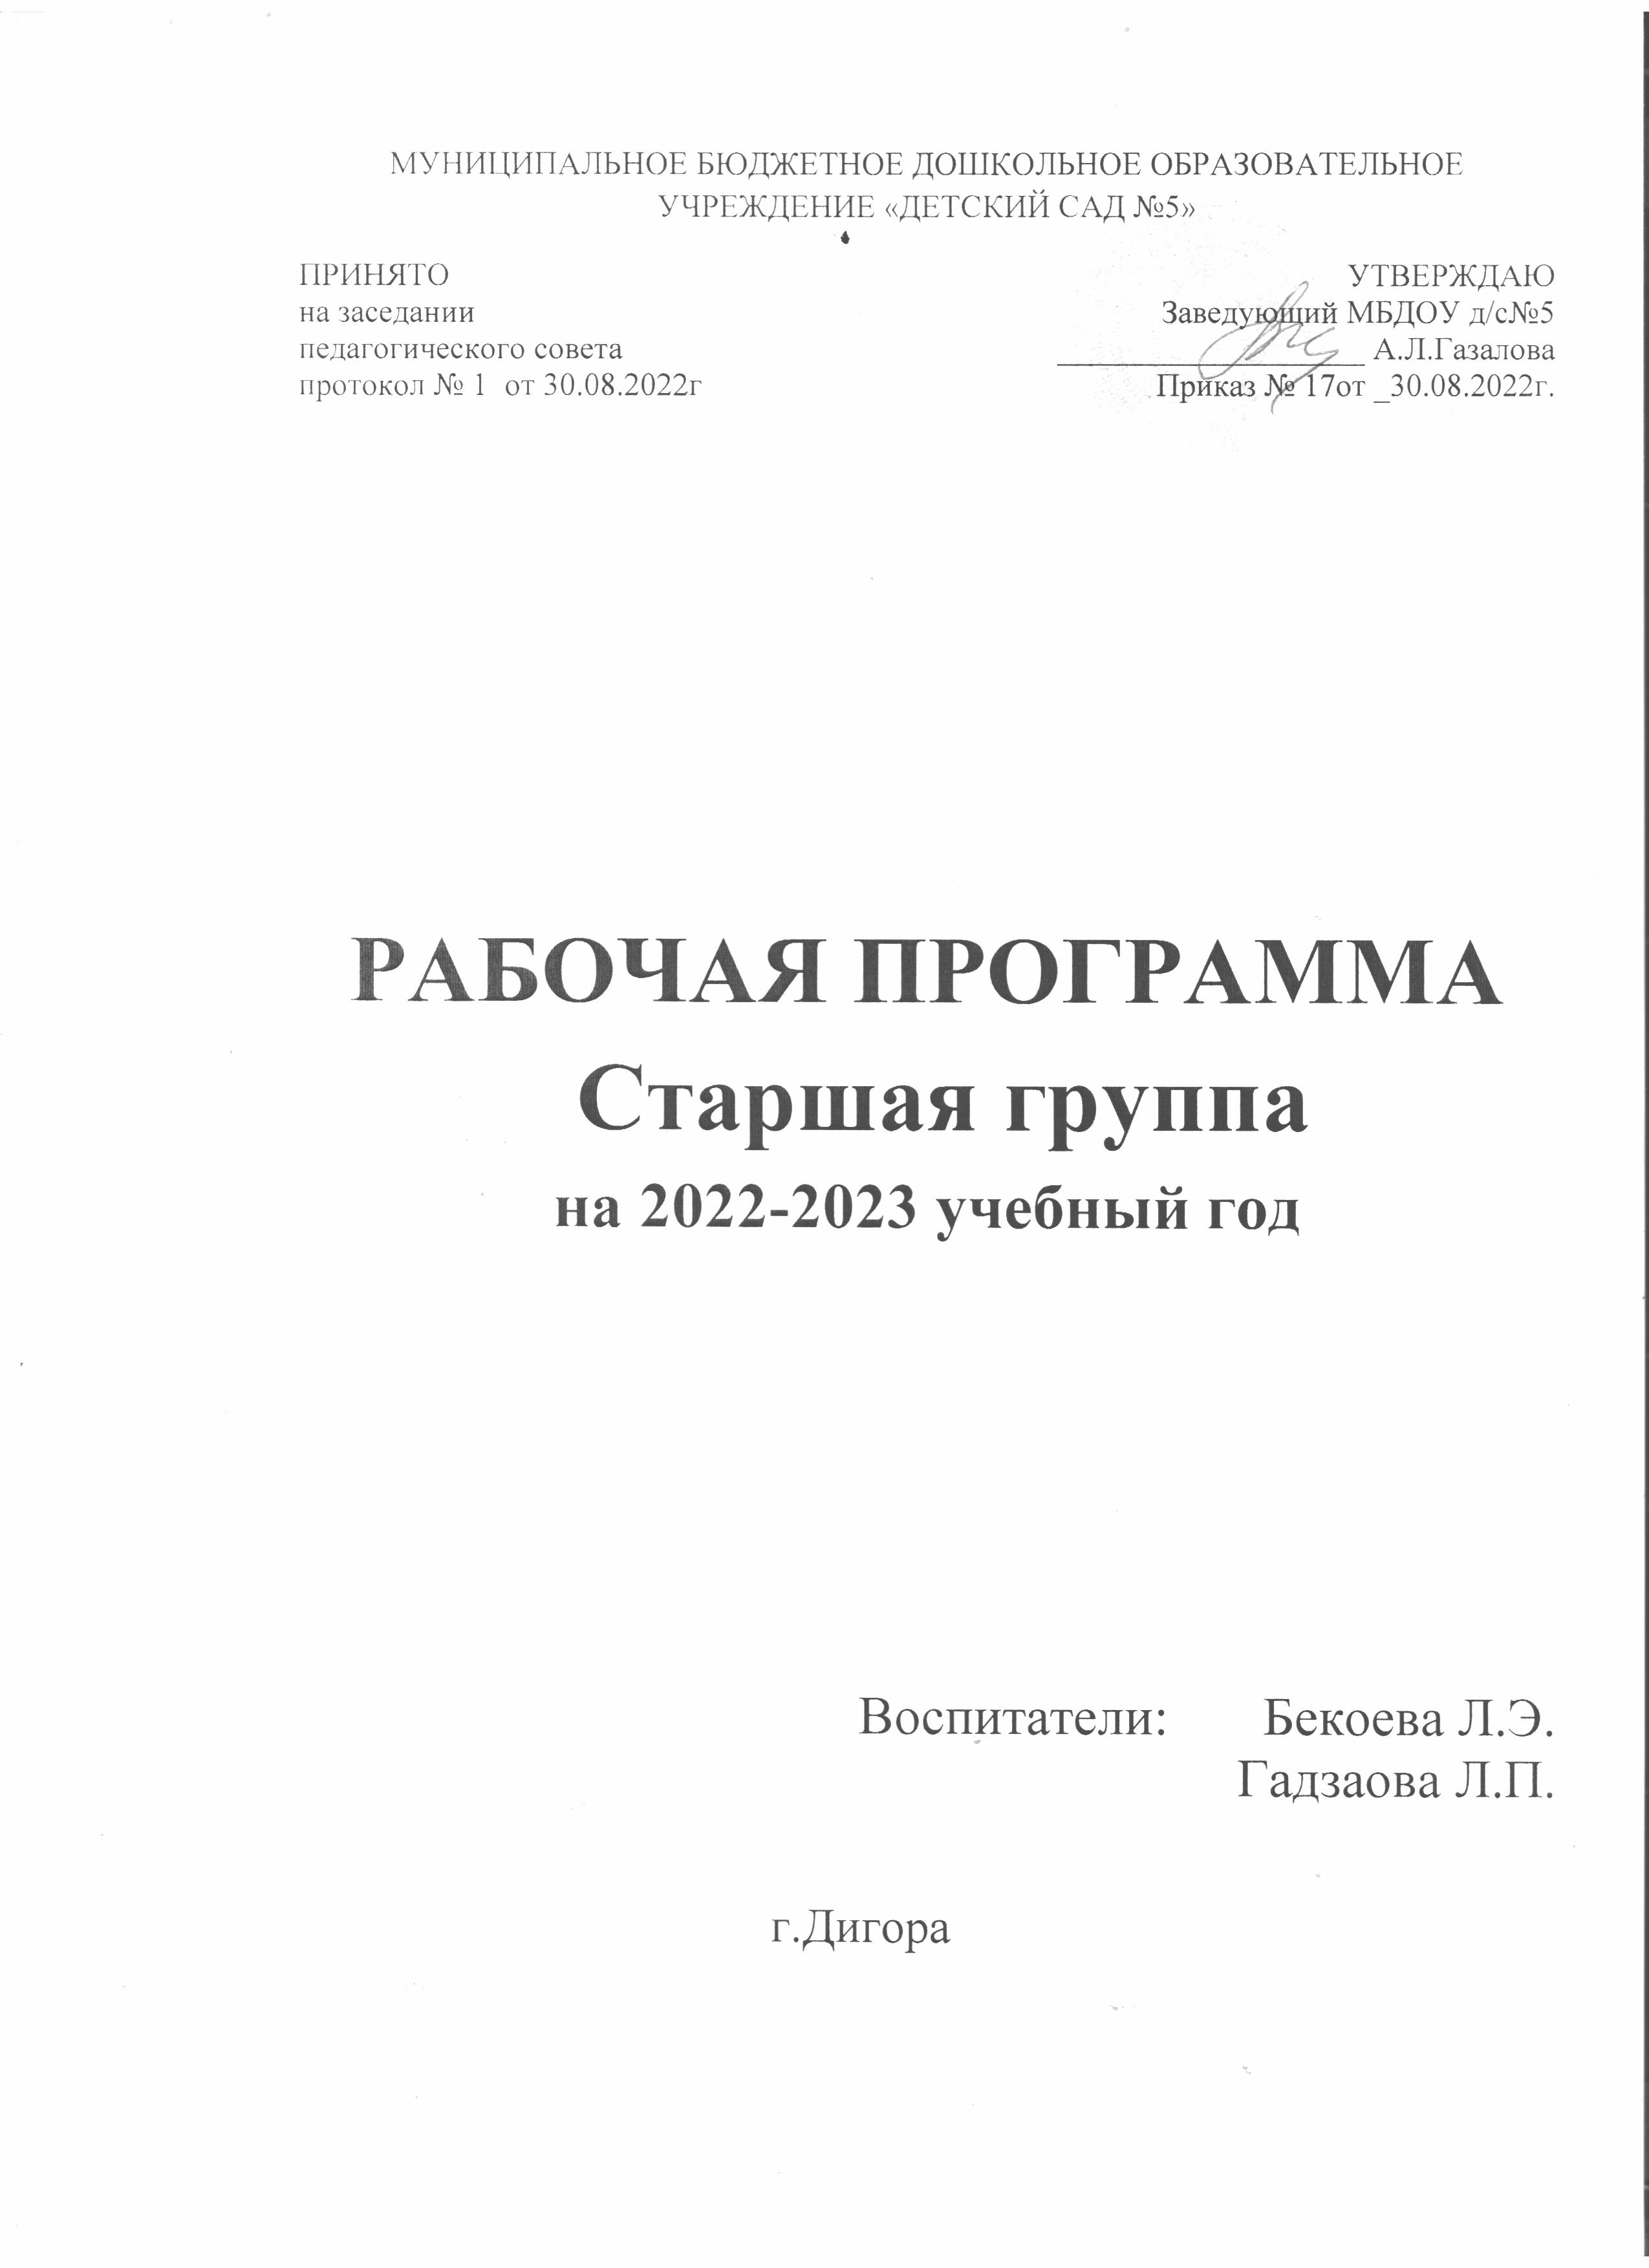 МУНИЦИПАЛЬНОЕ БЮДЖЕТНОЕ ДОШКОЛЬНОЕ ОБРАЗОВАТЕЛЬНОЕ
УЧРЕЖДЕНИЕ «ДЕТСКИЙ САД №5»
ПРИНЯТО
на заседании
педагогического совета
протокол № 1 от 30.08.2022г
УТВЕРЖДАЮ
Заведующий МБДОУ д/с№5
____________________ А.Л.Газалова
Приказ № 17от _30.08.2022г.
РАБОЧАЯ ПРОГРАММА
Старшая группа
на 2022-2023 учебный год
Воспитатели: Бекоева Л.Э.
Гадзаова Л.П.
г.Дигора